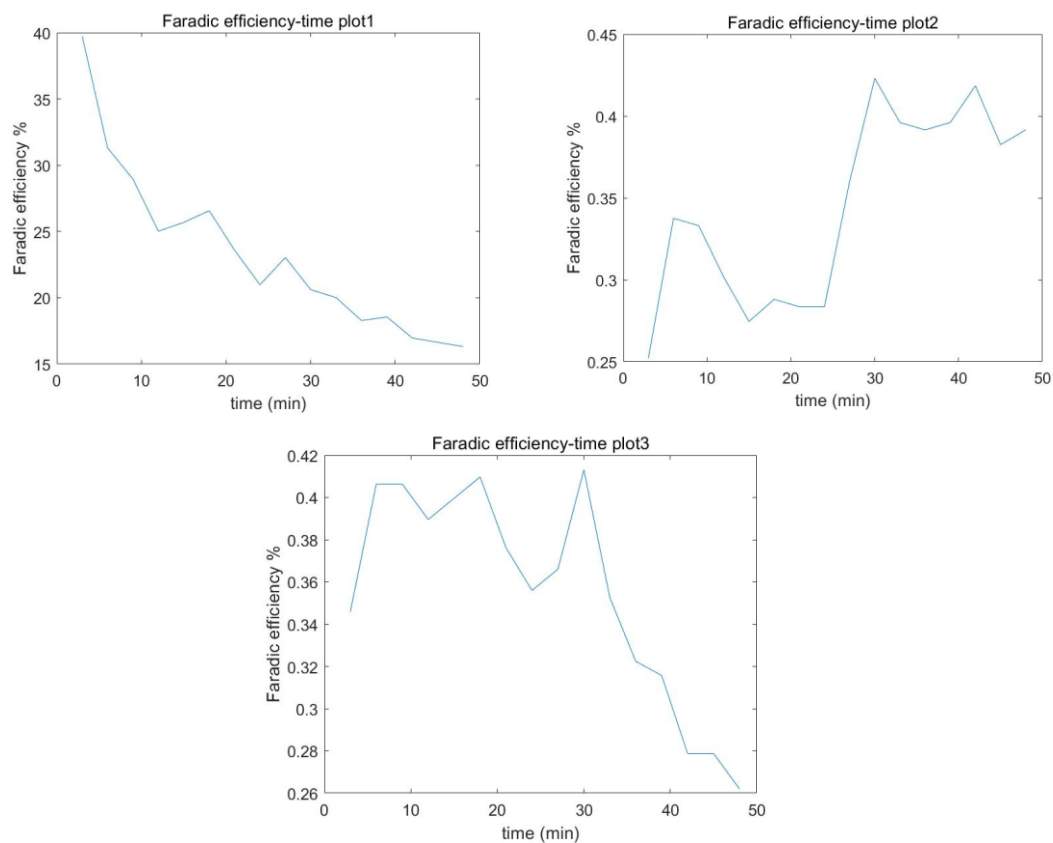 Faradic efficiency-time plot1
40
35
30
25
20
15
Faradic efficiency %
0 10 20 30 40 50
time (min)
Faradic efficiency-time plot2
0.45
0.4
0.35
0.3
0.25
Faradic efficiency %
0 10 20 30 40 50
time (min)
Faradic efficiency-time plot3
0.42
0.4
0.38
0.36
0.34
0.32
0.3
0.28
0.26
Faradic efficiency %
0 10 20 30 40 50
time (min)